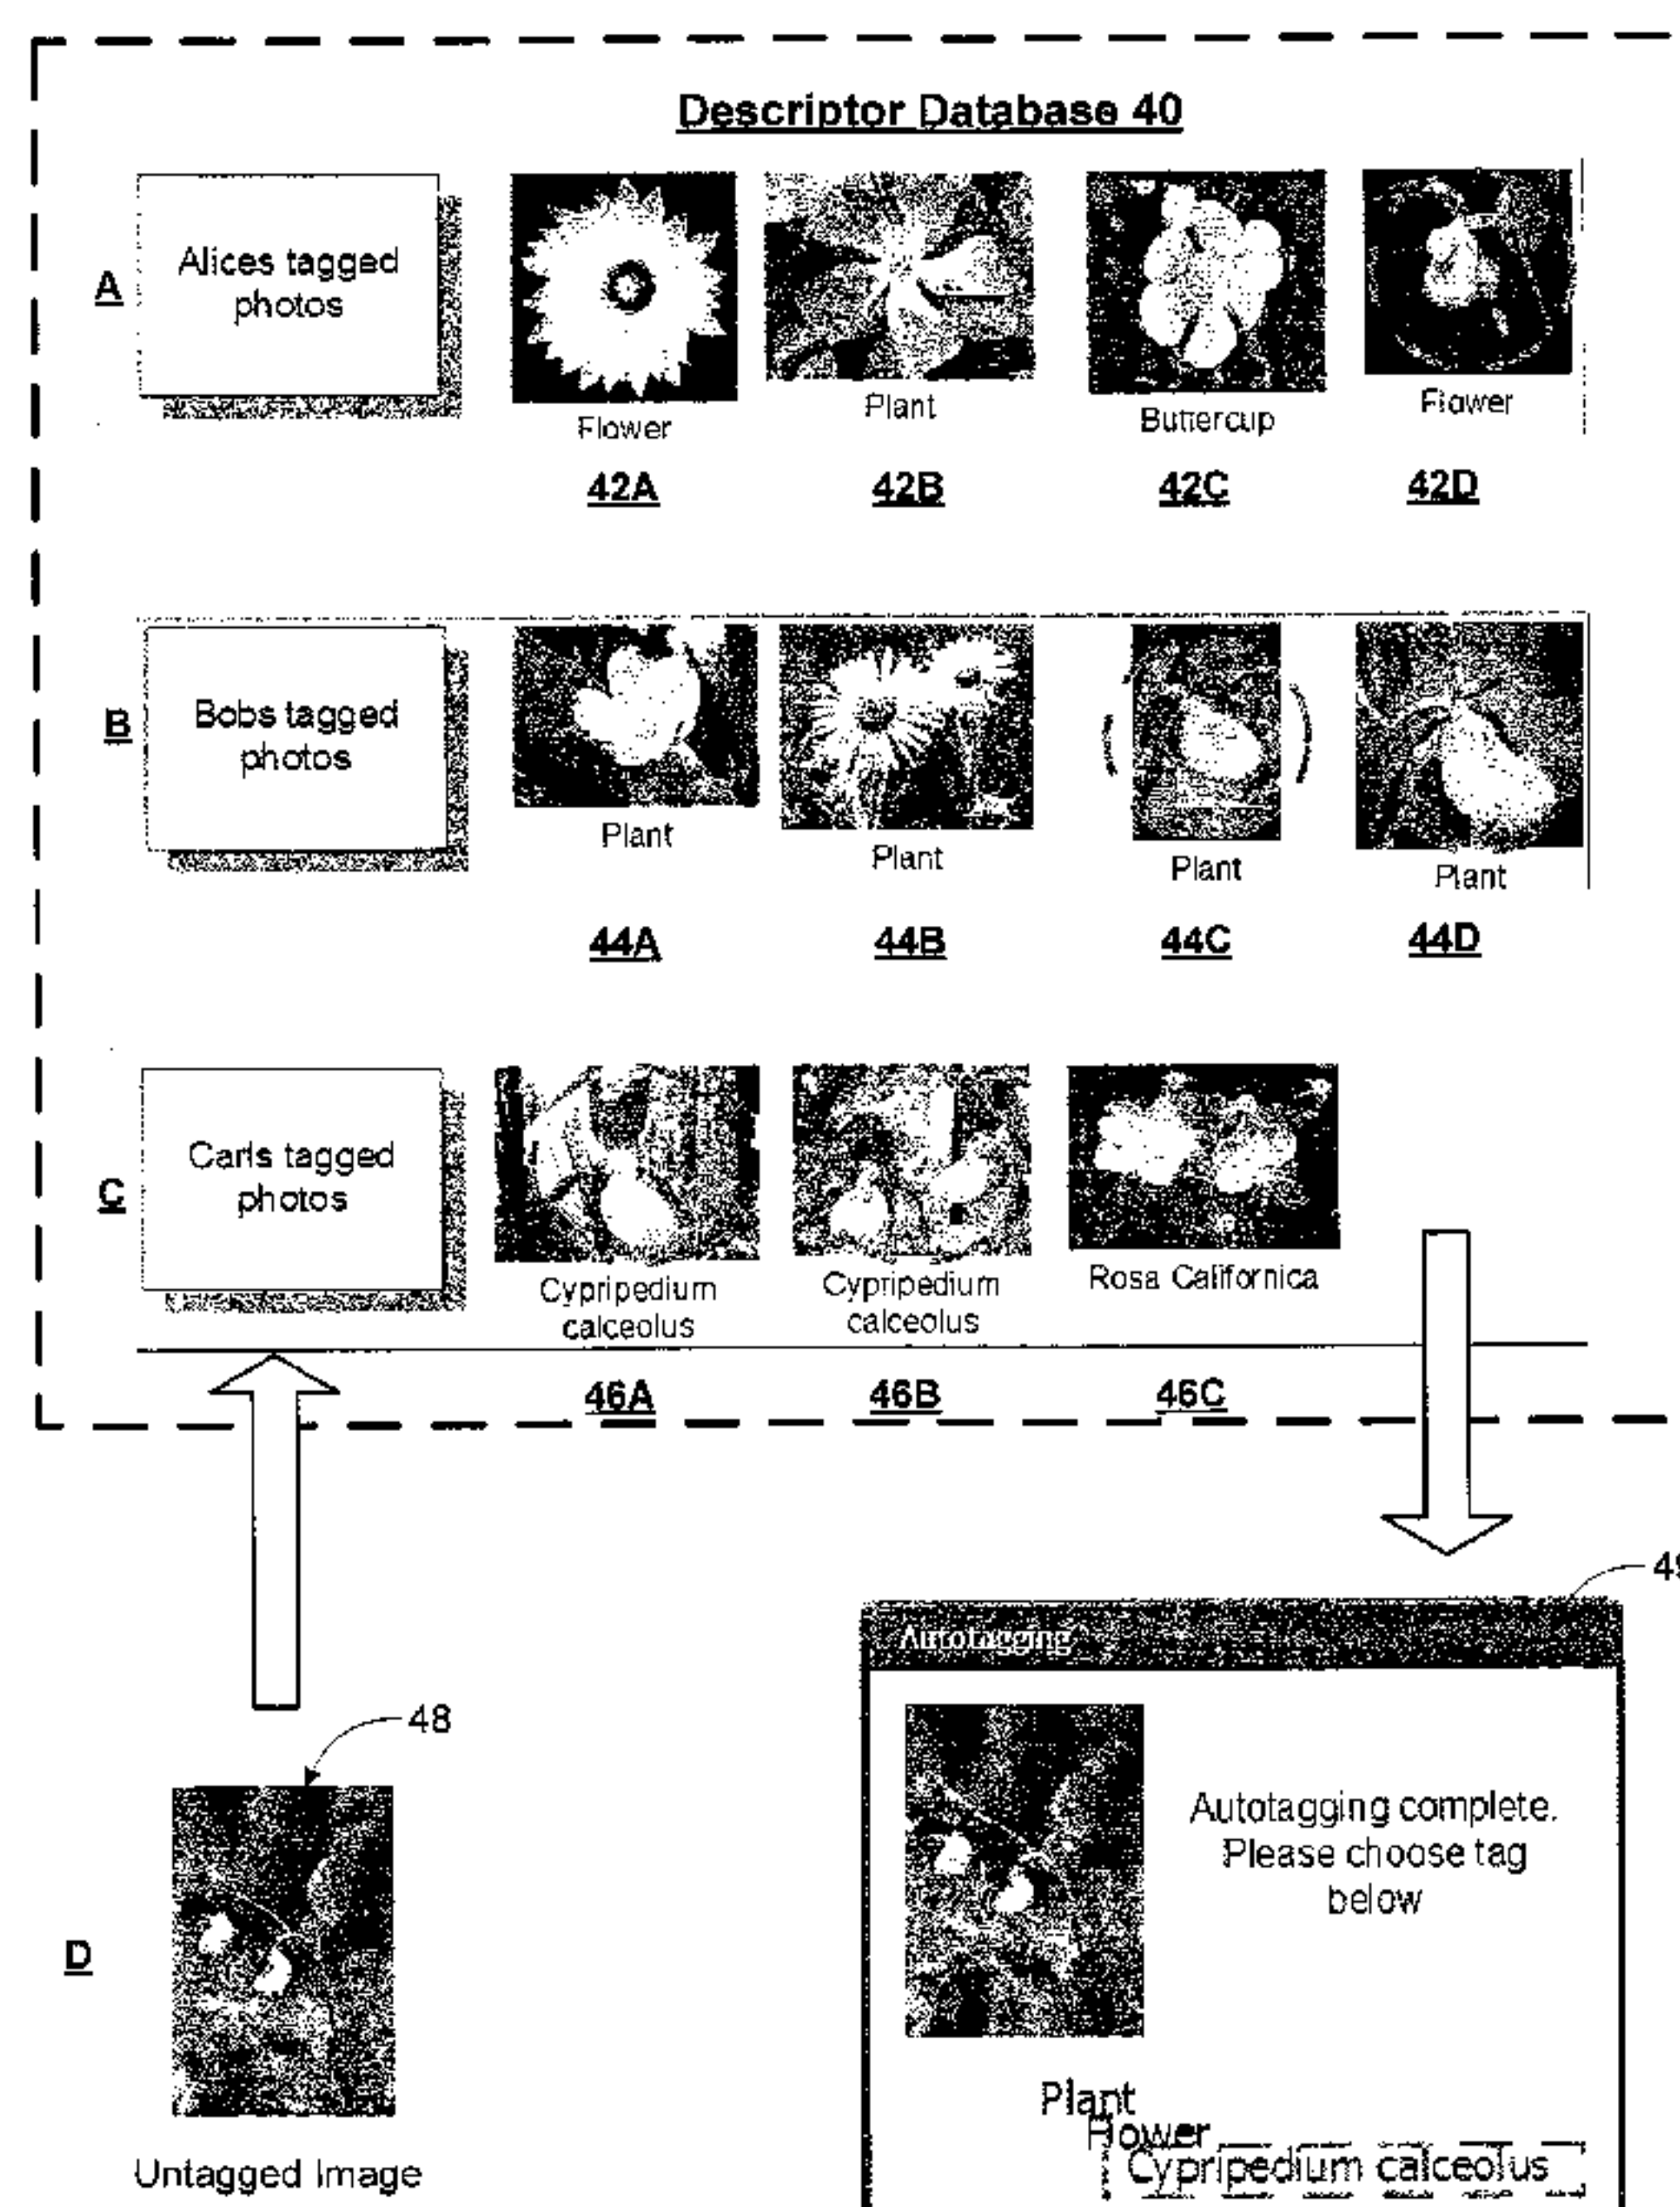 Descriptor Database 40
A
Alices tagged
photos
Flower
Plant
Buttercup
Flower
42A
42B
42C
42D
B
Bobs tagged
photos
Plant
Plant
Plant
Plant
44A
44B
44C
44D
C
Carls tagged
photos
Cypripedium
calceolus
Cypripedium
calceolus
Rosa Californica
46A
46B
46C
48
D
Untagged Image
Autotagging
Autotagging complete.
Please choose tag
below
Plant
Flower
Cypripedium calceolus